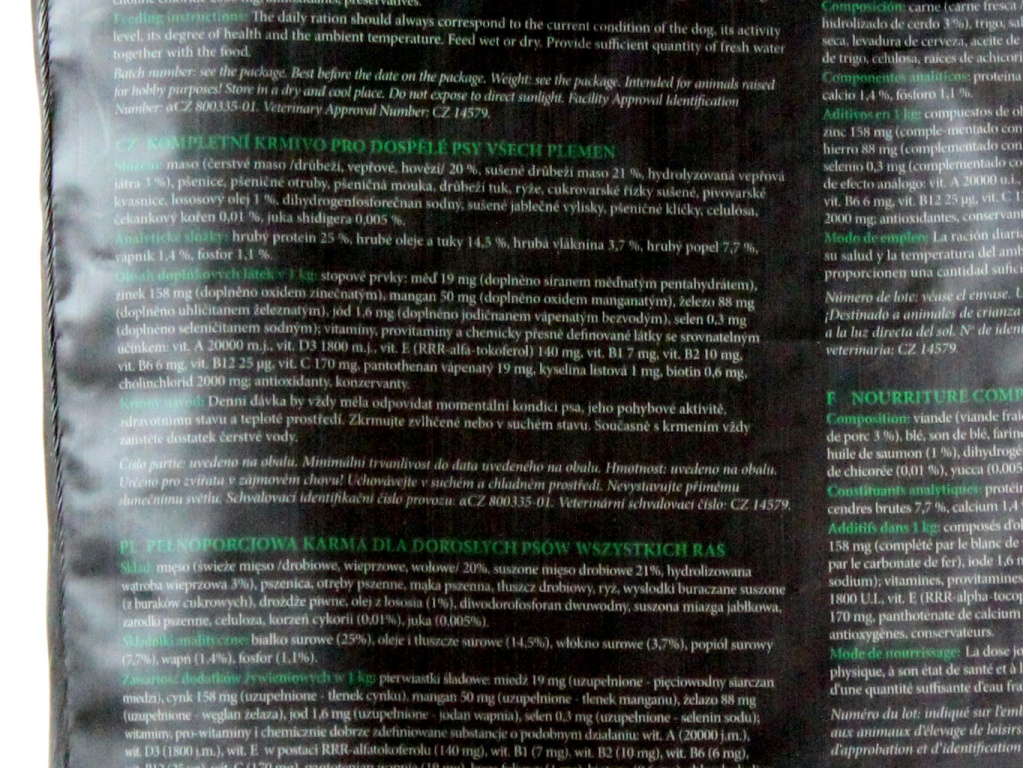 choline chloride 2000 mg, antioxidants, preservatives.
Feeding instructions: The daily ration should always correspond to the current condition of the dog, its activity
level, its degree of health and the ambient temperature. Feed wet or dry. Provide sufficient quantity of fresh water
together with the food.
Batch number: see the package. Best before the date on the package. Weight: see the package. Intended for animals raised
for hobby purposes! Store in a dry and cool place. Do not expose to direct sunlight. Facility Approval Identification
Number: αCZ 800335-01. Veterinary Approval Number: CZ 14579.
CZ KOMPLETNÍ KRMIVO PRO DOSPĚLÉ PSY VŠECH PLEMEN
Složení: maso (čerstvé maso /drůbeží, vepřové, hovězí/ 20 %, sušené drůbeží maso 21 %, hydrolyzovaná vepřová
játra 3 %), pšenice, pšeničné otruby, pšeničná mouka, drůbeží tuk, rýže, cukrovarské řízky sušené, pivovarské
kvasnice, lososový olej 1 %, dihydrogenfosforečnan sodný, sušené jablečné výlisky, pšeničné klíčky, celulósa,
čekankový kořen 0,01 %, juka shidigera 0,005 %.
Analytické složky: hrubý protein 25 %, hrubé oleje a tuky 14,5 %, hrubá vláknina 3,7 %, hrubý popel 7,7 %,
vápník 1,4 %, fosfor 1,1 %.
Obsah doplňkových látek v 1 kg: stopové prvky: měď 19 mg (doplněno síranem měďnatým pentahydrátem),
zinek 158 mg (doplněno oxidem zinečnatým), mangan 50 mg (doplněno oxidem manganatým), železo 88 mg
(doplněno uhličitanem železnatým), jód 1,6 mg (doplněno jodičnanem vápenatým bezvodým), selen 0,3 mg
(doplněno seleničitanem sodným); vitamíny, provitamíny a chemicky přesně definované látky se srovnatelným
účinkem: vit. A 20000 m.j., vit. D3 1800 m.j., vit. E (RRR-alfa-tokoferol) 140 mg, vit. B1 7 mg, vit. B2 10 mg,
vit. B6 6 mg, vit. B12 25 µg, vit. C 170 mg, pantothenan vápenatý 19 mg, kyselina listová 1 mg, biotin 0,6 mg,
cholinchlorid 2000 mg; antioxidanty, konzervanty.
Krmný návod: Denní dávka by vždy měla odpovídat momentální kondici psa, jeho pohybové aktivitě,
zdravotnímu stavu a teplotě prostředí. Zkrmujte zvlhčené nebo v suchém stavu. Současně s krmením vždy
zajistěte dostatek čerstvé vody.
Číslo partie: uvedeno na obalu. Minimální trvanlivost do data uvedeného na obalu. Hmotnost: uvedeno na obalu.
Určeno pro zvířata v zájmovém chovu! Uchovávejte v suchém a chladném prostředí. Nevystavujte přímému
slunečnímu světlu. Schvalovací identifikační číslo provozu: αCZ 800335-01. Veterinární schvalovací číslo: CZ 14579.
PL PEŁNOPORCJOWA KARMA DLA DOROSŁYCH PSÓW WSZYSTKICH RAS
Skład: mięso (świeże mięso /drobiowe, wieprzowe, wołowe/ 20%, suszone mięso drobiowe 21%, hydrolizowana
wątroba wieprzowa 3%), pszenica, otręby pszenne, mąka pszenna, tłuszcz drobiowy, ryż, wysłodki buraczane suszone
(z buraków cukrowych), drożdże piwne, olej z łososia (1%), diwodorofosforan dwuwodny, suszona miazga jabłkowa,
zarodki pszenne, celuloza, korzeń cykorii (0,01%), juka (0,005%).
Składniki analityczne: białko surowe (25%), oleje i tłuszcze surowe (14,5%), włókno surowe (3,7%), popiół surowy
(7,7%), wapń (1.4%), fosfor (1,1%).
Zawartość dodatków żywieniowych w 1 kg: pierwiastki śladowe: miedź 19 mg (uzupełnione - pięciowodny siarczan
miedzi), cynk 158 mg (uzupełnione - tlenek cynku), mangan 50 mg (uzupełnione - tlenek manganu), żelazo 88 mg
(uzupełnione - węglan żelaza), jod 1,6 mg (uzupełnione - jodan wapnia), selen 0,3 mg (uzupełnione - selenin sodu);
witaminy, pro-witaminy i chemicznie dobrze zdefiniowane substancje o podobnym działaniu: wit. A (20000 j.m.),
wit. D3 (1800 j.m.), wit. E w postaci RRR-alfatokoferolu (140 mg), wit. B1 (7 mg), wit. B2 (10 mg), wit. B6 (6 mg),
Composición: carne (carne fresca
hidrolizado de cerdo 3 %), trigo, sal
seca, levadura de cerveza, aceite de
de trigo, celulosa, raíces de achicori
Componentes analíticos: proteína
calcio 1,4 %, fósforo 1,1 %.
Aditivos en 1 kg: compuestos de ol
zinc 158 mg (comple-mentado con
hierro 88 mg (complementado con
selenio 0,3 mg (complementado co
de efecto análogo: vit. A 20000 u.i.,
vit. B6 6 mg, vit. B12 25 µg, vit. C 1
2000 mg; antioxidantes, conservant
Modo de empleo: La ración diaria
su salud y la temperatura del amb
proporcionen una cantidad sufici
Número de lote: véase el envase. U
¡Destinado a animales de crianza
a la luz directa del sol. Nº de ident
veterinaria: CZ 14579.
F NOURRITURE COMP
Composition: viande (viande fraîc
de porc 3 %), blé, son de blé, farine
huile de saumon (1 %), dihydrogé
de chicorée (0,01 %), yucca (0,005
Constituants analytiques: protéin
cendres brutes 7,7 %, calcium 1,4
Additifs dans 1 kg: composés d'ol
158 mg (complété par le blanc de
par le carbonate de fer), iode 1,6 m
sodium); vitamines, provitamines
1800 U.I., vit. E (RRR-alpha-tocop
170 mg, panthotenate de calcium
antioxygènes, conservateurs.
Mode de nourrissage: La dose jo
physique, à son état de santé et à l
d'une quantité suffisante d'eau fra
Numéro du lot: indiqué sur l'emb
aux animaux d'élevage de loisirs.
d'approbation et d'identification